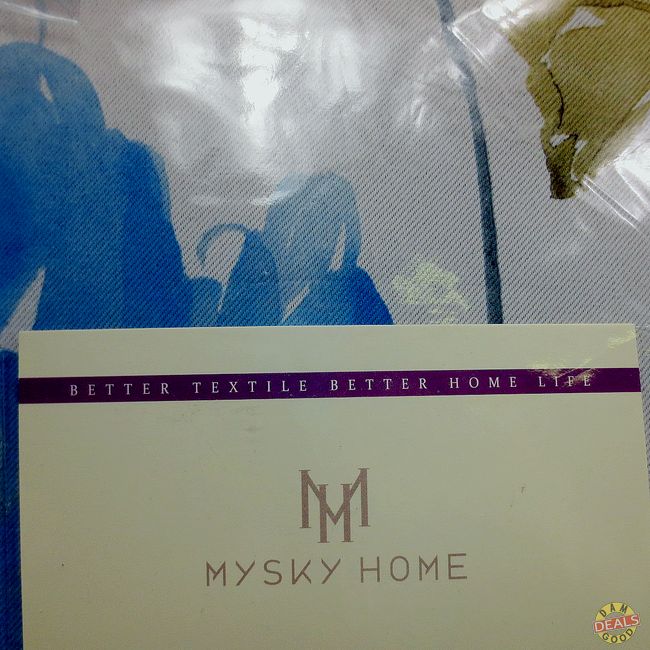 BETTER TEXTILE BETTER HOME LIFE
MH
MYSKY HOME
DAM
DEALS
GOOD